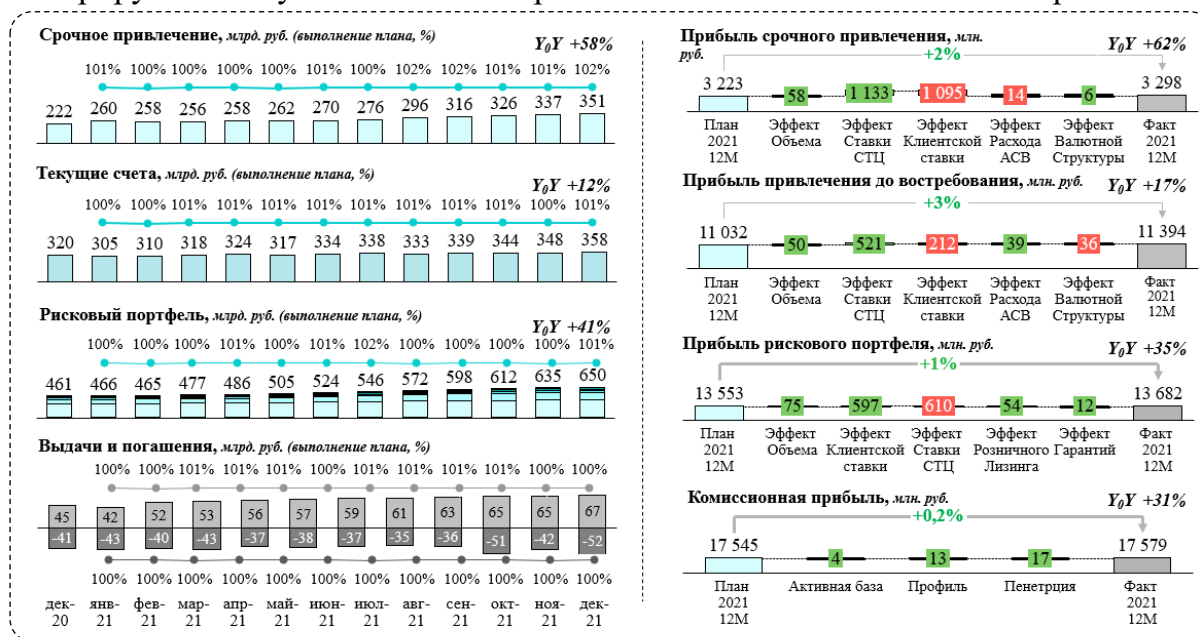 Срочное привлечение, млрд. руб. (выполнение плана, %)
Y₀Y +58%
101% 100% 100% 100% 100% 101% 100% 102% 102% 101% 101% 102%
222 260 258 256 258 262 270 276 296 316 326 337 351
Текущие счета, млрд. руб. (выполнение плана, %)
Y₀Y +12%
100% 100% 101% 101% 101% 101% 101% 101% 101% 101% 100% 101%
320 305 310 318 324 317 334 338 333 339 344 348 358
Рисковый портфель, млрд. руб. (выполнение плана, %)
Y₀Y +41%
100% 100% 100% 100% 101% 102% 100% 100% 100% 100% 100% 101%
461 466 465 477 486 505 524 546 572 598 612 635 650
Выдачи и погашения, млрд. руб. (выполнение плана, %)
100% 100% 101% 101% 101% 100% 101% 100% 100% 100% 100% 100%
45 42 52 53 56 57 59 61 63 65 65 67
-41 -43 -40 -43 -37 -38 -37 -35 -36 -51 -42 -52
100% 100% 100% 100% 100% 100% 100% 100% 100% 100% 100% 100%
дек- янв- фев- мар- апр- май- июн- июл- авг- сен- окт- ноя- дек-
20 21 21 21 21 21 21 21 21 21 21 21 21
Прибыль срочного привлечения, млн.
руб.
Y₀Y +62%
+2%
3 223 58 1 133 1 095 14 6 3 298
План Эффект Эффект Эффект Эффект Эффект Факт
2021 Объема Ставки Клиентской Расхода Валютной 2021
12М СТЦ ставки АСВ Структуры 12М
Прибыль привлечения до востребования, млн. руб.
Y₀Y +17%
+3%
11 032 50 521 212 39 36 11 394
План Эффект Эффект Эффект Эффект Эффект Факт
2021 Объема Ставки Клиентской Расхода Валютной 2021
12М СТЦ ставки АСВ Структуры 12М
Прибыль рискового портфеля, млн. руб.
Y₀Y +35%
+1%
13 553 75 597 610 54 12 13 682
План Эффект Эффект Эффект Эффект Эффект Факт
2021 Объема Клиентской Ставки Розничного Гарантий 2021
12М ставки СТЦ Лизинга 12М
Комиссионная прибыль, млн. руб.
Y₀Y +31%
+0,2%
17 545 4 13 17 17 579
План Активная база Профиль Пенетрция Факт
2021 2021
12М 12М